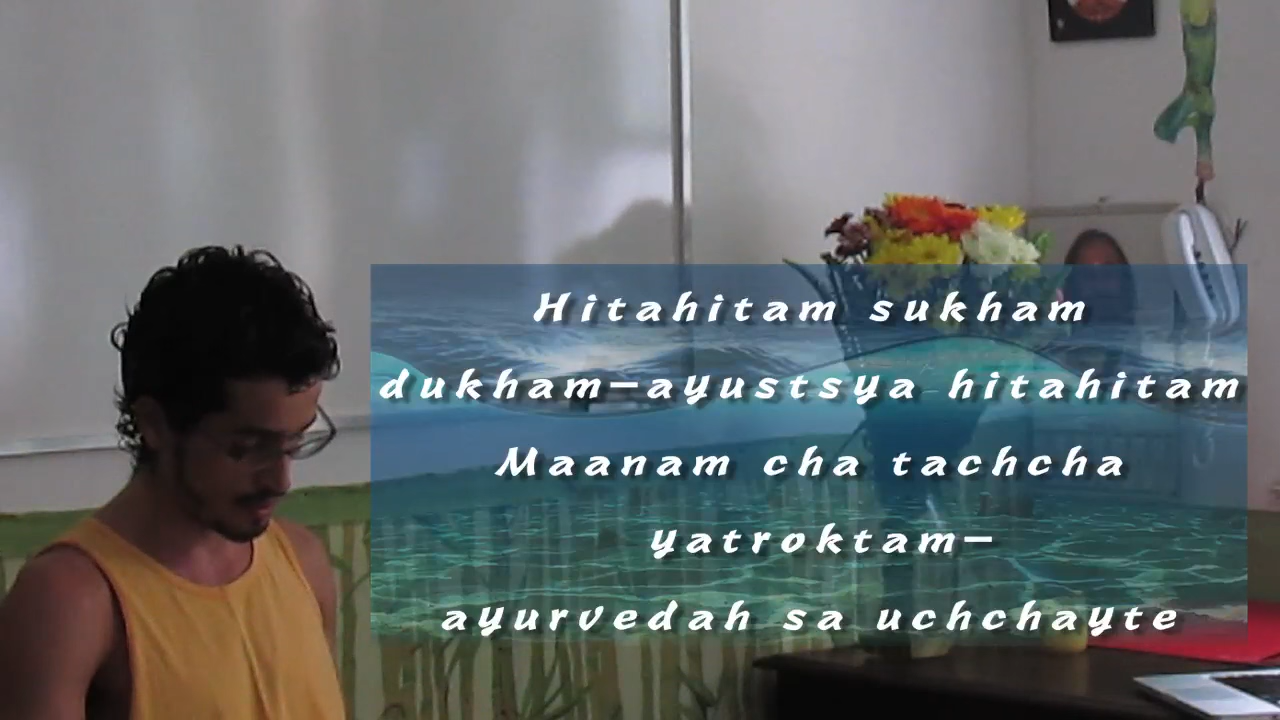 Hitahitam sukham
dukham-ayustsya hitahitam
Maanam cha tachcha
yatroktam-
ayurvedah sa uchchayte